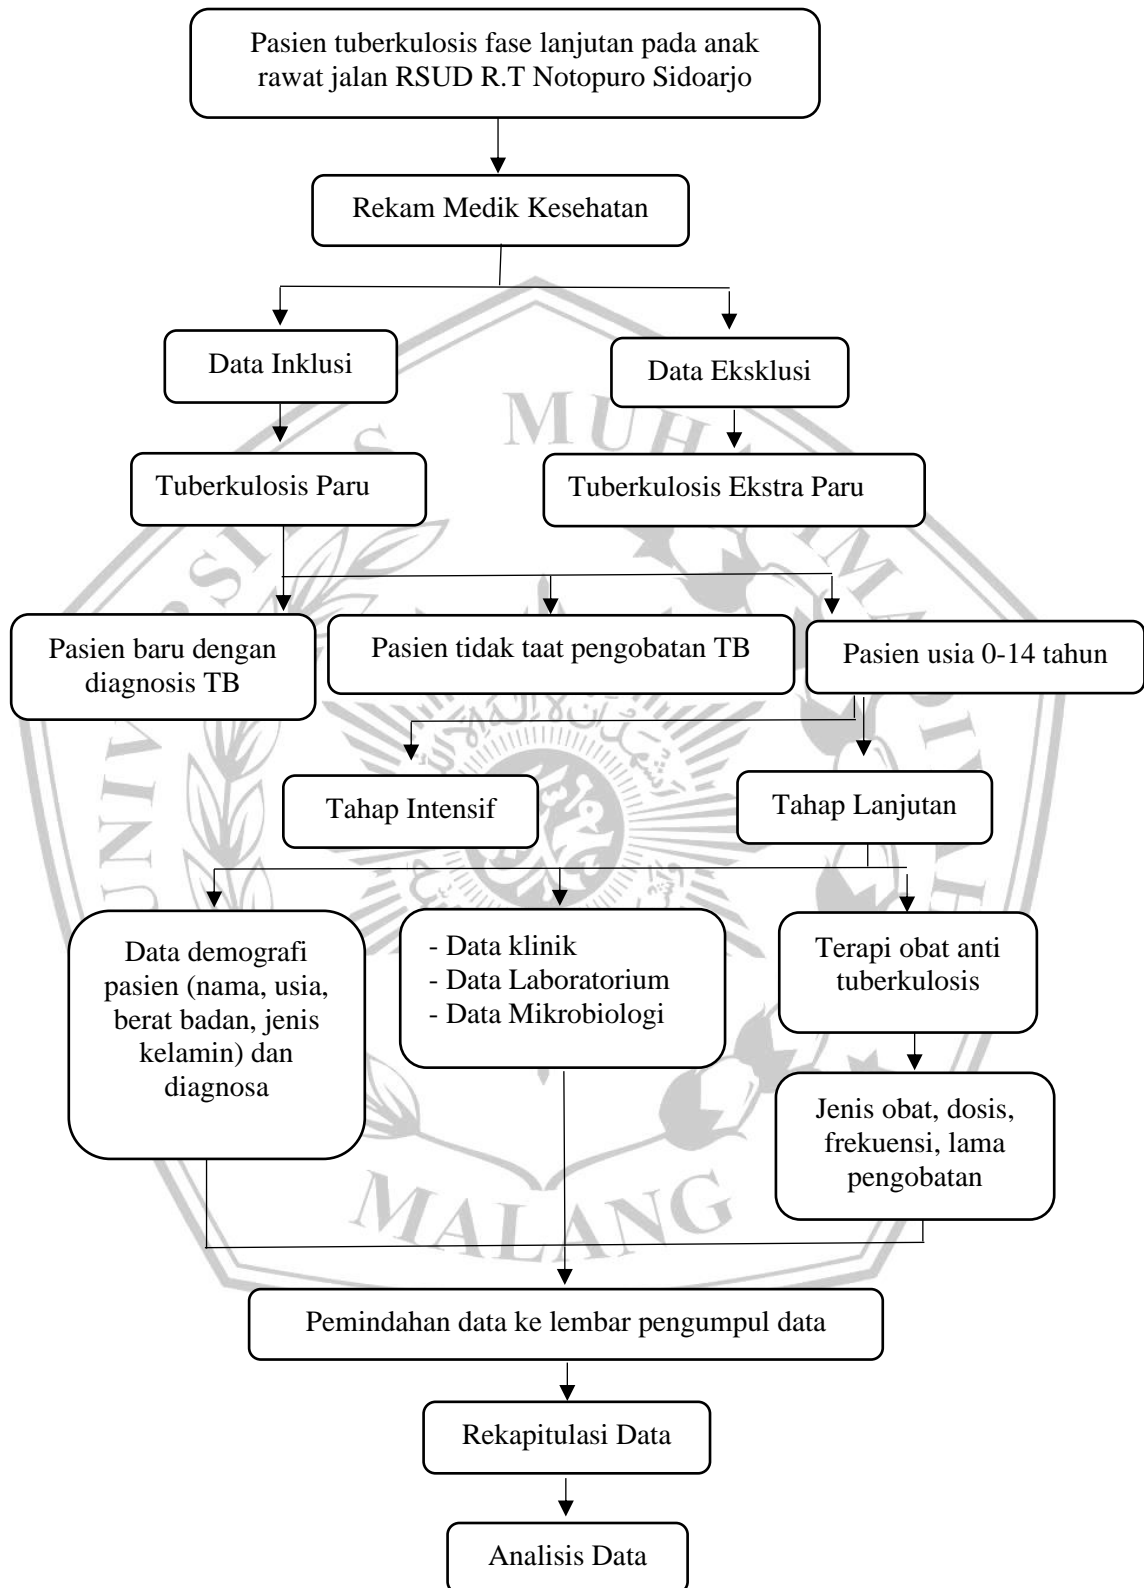 Pasien tuberkulosis fase lanjutan pada anak
rawat jalan RSUD R.T Notopuro Sidoarjo
Rekam Medik Kesehatan
Data Inklusi
Data Eksklusi
Tuberkulosis Paru
Tuberkulosis Ekstra Paru
Pasien baru dengan
diagnosis TB
Pasien tidak taat pengobatan TB
Pasien usia 0-14 tahun
Tahap Intensif
Tahap Lanjutan
Data demografi
pasien (nama, usia,
berat badan, jenis
kelamin) dan
diagnosa
- Data klinik
- Data Laboratorium
- Data Mikrobiologi
Terapi obat anti
tuberkulosis
Jenis obat, dosis,
frekuensi, lama
pengobatan
Pemindahan data ke lembar pengumpul data
Rekapitulasi Data
Analisis Data
MALANG